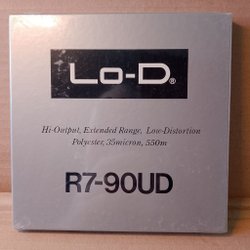 Lo-D®
Hi-Output, Extended Range, Low-Distortion
Polyester, 35micron, 550m
R7-90UD